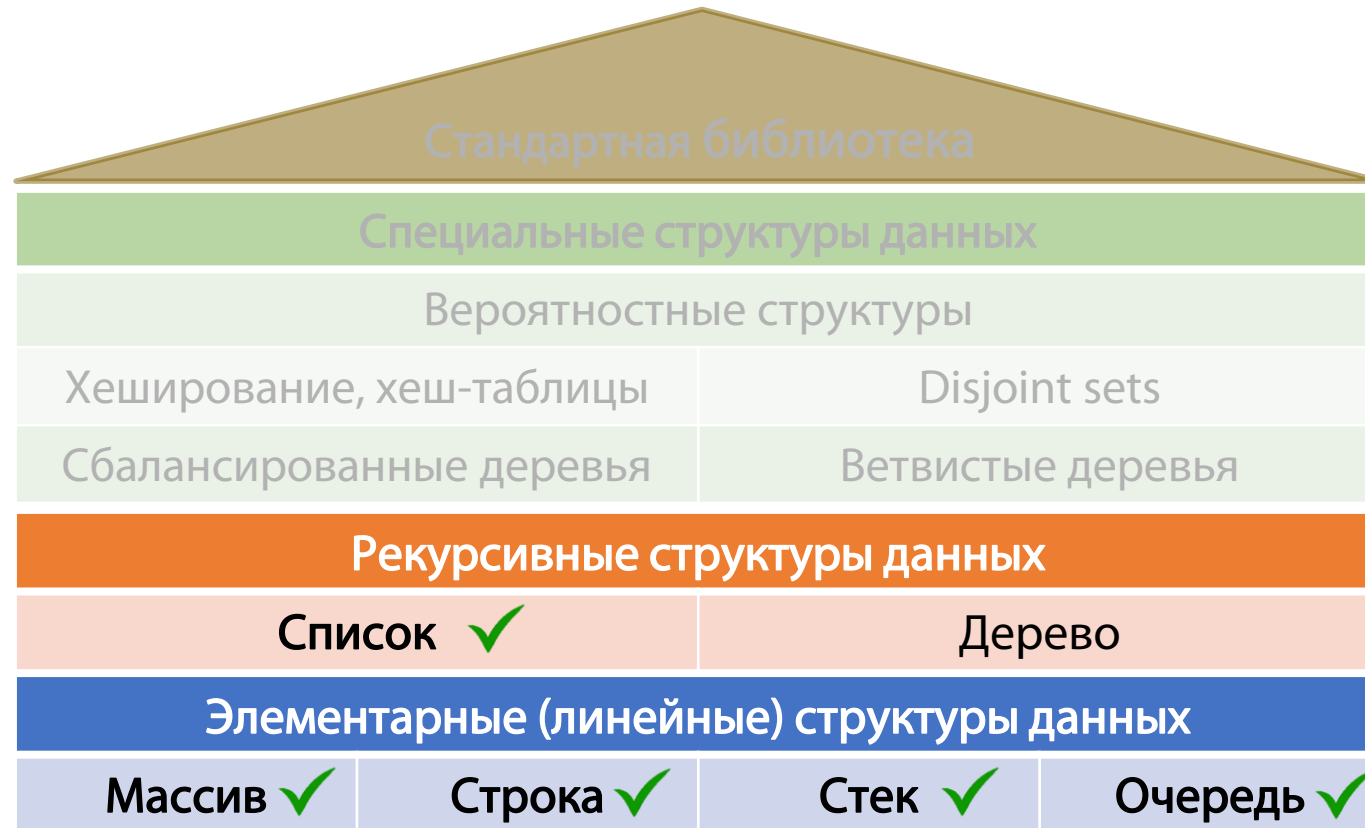 Стандартная библиотека
Специальные структуры данных
Вероятностные структуры
Хеширование, хеш-таблицы
Disjoint sets
Сбалансированные деревья
Ветвистые деревья
Рекурсивные структуры данных
Список
Дерево
Элементарные (линейные) структуры данных
Массив
Строка
Стек
Очередь